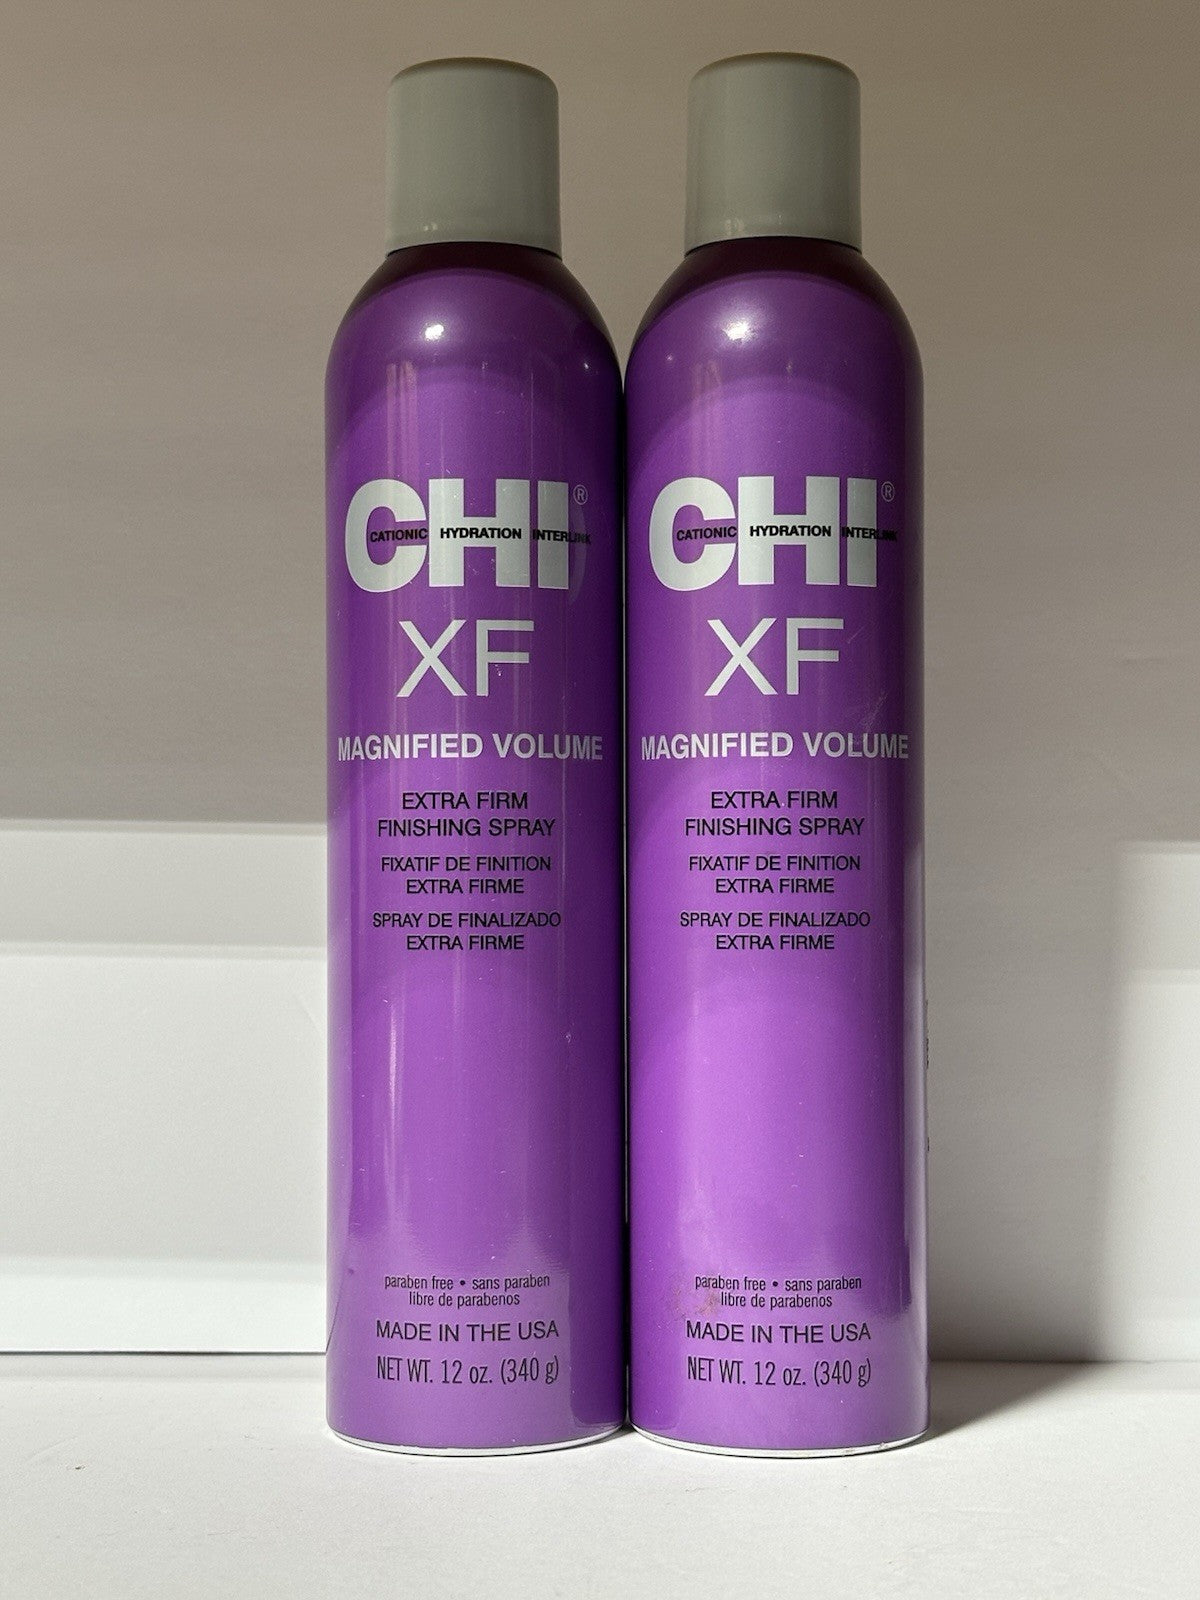 CHI®
CATIONIC HYDRATION INTERLINK
XF
MAGNIFIED VOLUME
EXTRA FIRM
FINISHING SPRAY
FIXATIF DE FINITION
EXTRA FIRME
SPRAY DE FINALIZADO
EXTRA FIRME
paraben free • sans paraben
libre de parabenos
MADE IN THE USA
NET WT. 12 oz. (340 g)
CHI®
CATIONIC HYDRATION INTERLINK
XF
MAGNIFIED VOLUME
EXTRA FIRM
FINISHING SPRAY
FIXATIF DE FINITION
EXTRA FIRME
SPRAY DE FINALIZADO
EXTRA FIRME
paraben free • sans paraben
libre de parabenos
MADE IN THE USA
NET WT. 12 oz. (340 g)